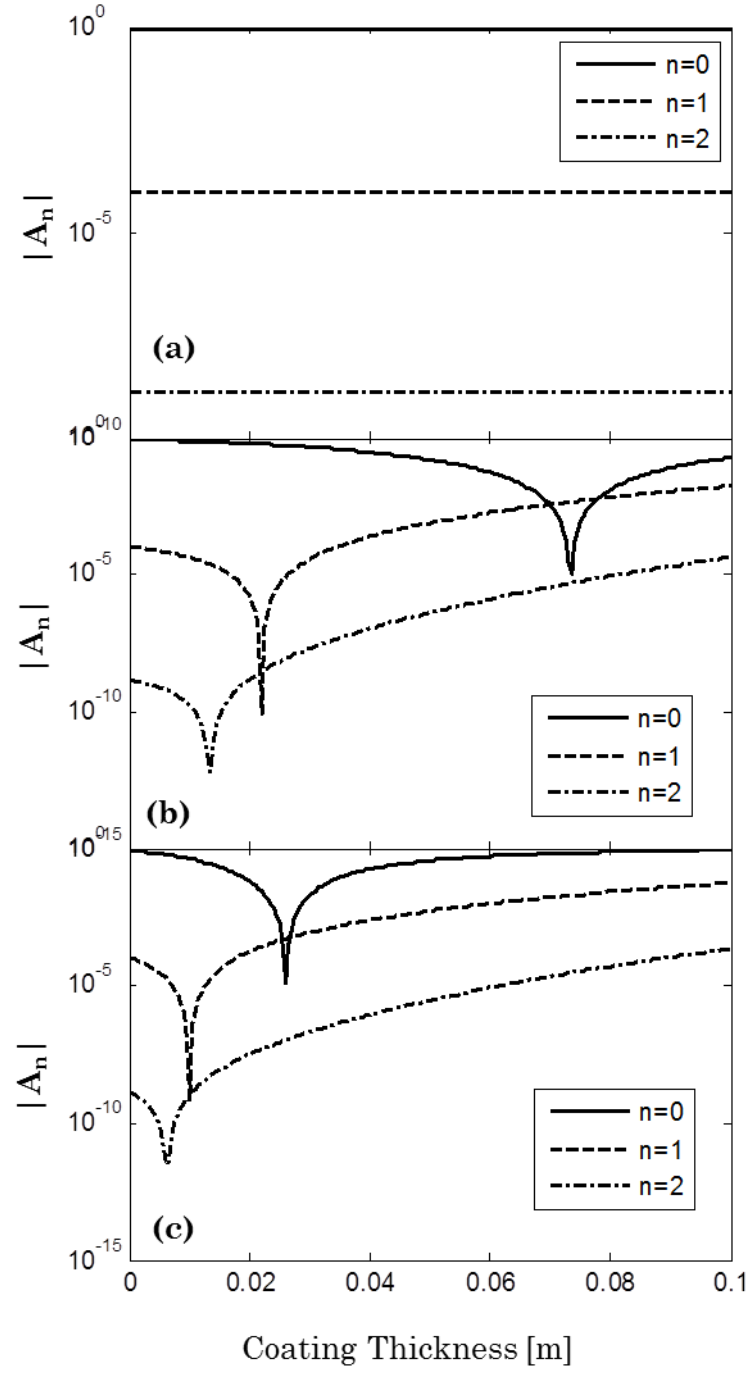 10^0
n=0
n=1
n=2
|A_n|
10^-5
(a)
10^0 10
10^-5
|A_n|
10^-10
n=0
n=1
n=2
(b)
10^0 15
10^-5
|A_n|
10^-10
n=0
n=1
n=2
(c)
10^-15
0 0.02 0.04 0.06 0.08 0.1
Coating Thickness [m]